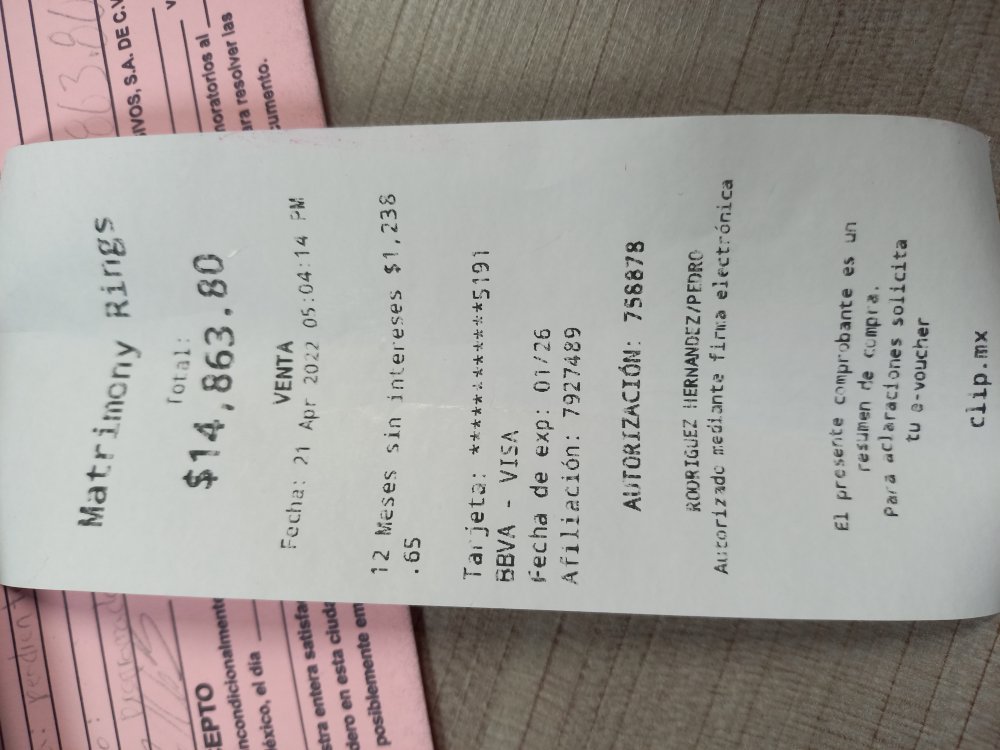 Matrimony Rings
Total:
$14,863.80
VENTA
Fecha: 21 Apr 2022 05:04:14 PM
12 Meses sin intereses $1,238
.65
Tarjeta: ************5191
BBVA - VISA
Fecha de exp: 01/26
Afiliación: 7927489
AUTORIZACIÓN: 758878
RODRIGUEZ HERNANDEZ/PEDRO
Autorizado mediante firma electrónica
El presente comprobante es un
resumen de compra.
Para aclaraciones solicita
tu e-voucher
clip.mx
863.80
IVOS, S.A. DE C.V
moratorios al
ara resolver las
cumento.
EPTO
ncondicionalmente
éxico, el día
stra entera satisfa
dero en esta ciuda
posiblemente em